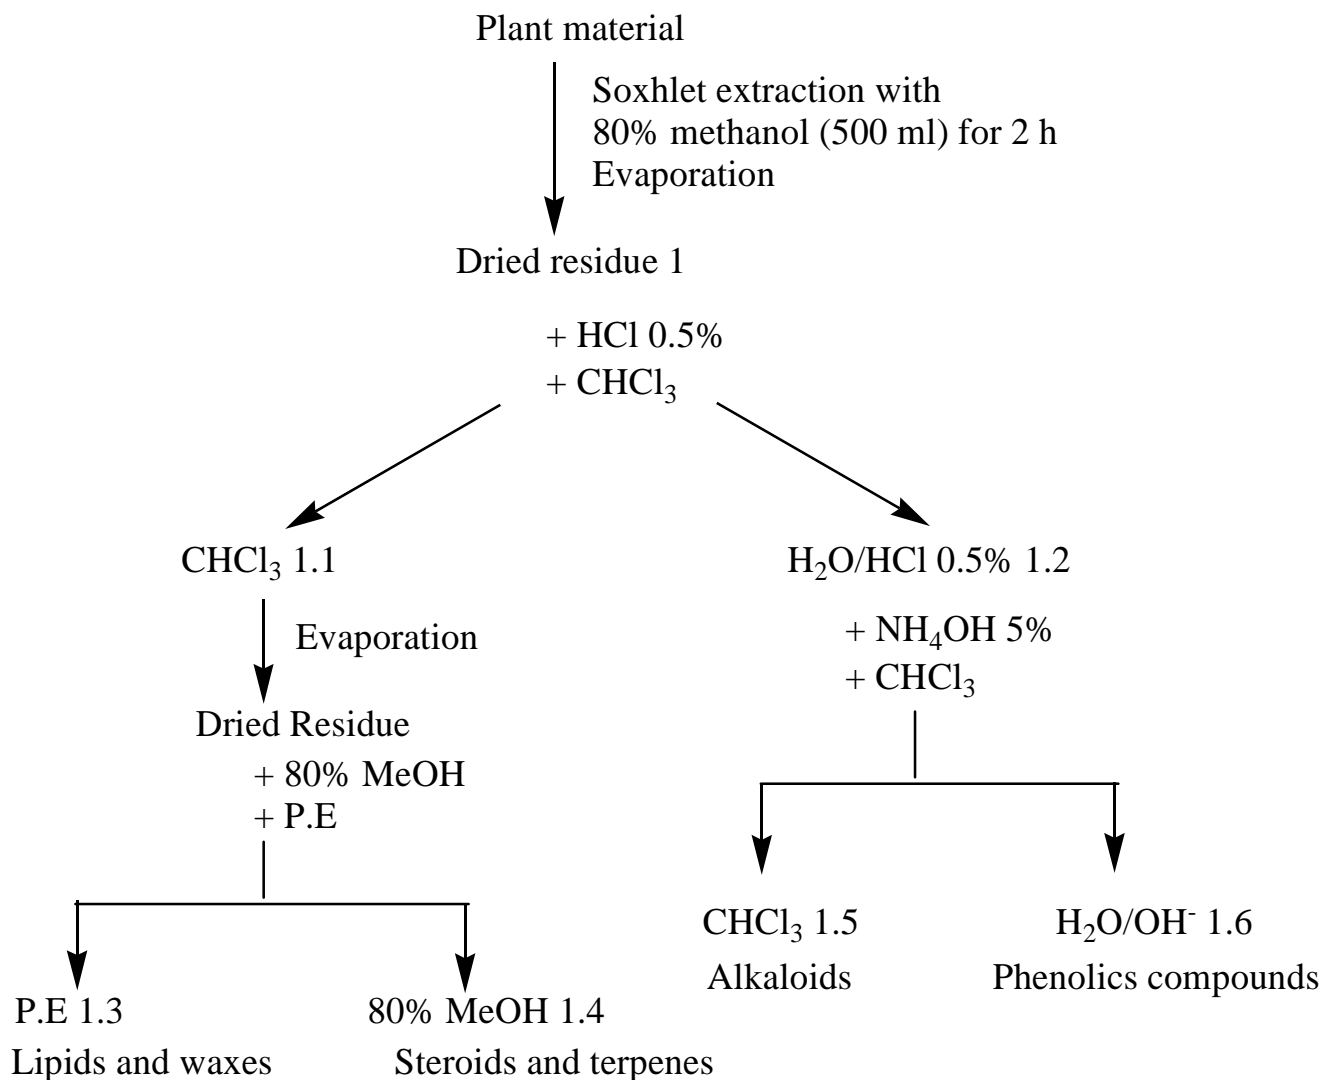 Plant material
Soxhlet extraction with
80% methanol (500 ml) for 2 h
Evaporation
Dried residue 1
+ HCl 0.5%
+ CHCl₃
CHCl₃ 1.1
H₂O/HCl 0.5% 1.2
Evaporation
+ NH₄OH 5%
+ CHCl₃
Dried Residue
+ 80% MeOH
+ P.E
CHCl₃ 1.5
H₂O/OH⁻ 1.6
Alkaloids
Phenolics compounds
P.E 1.3
80% MeOH 1.4
Lipids and waxes
Steroids and terpenes